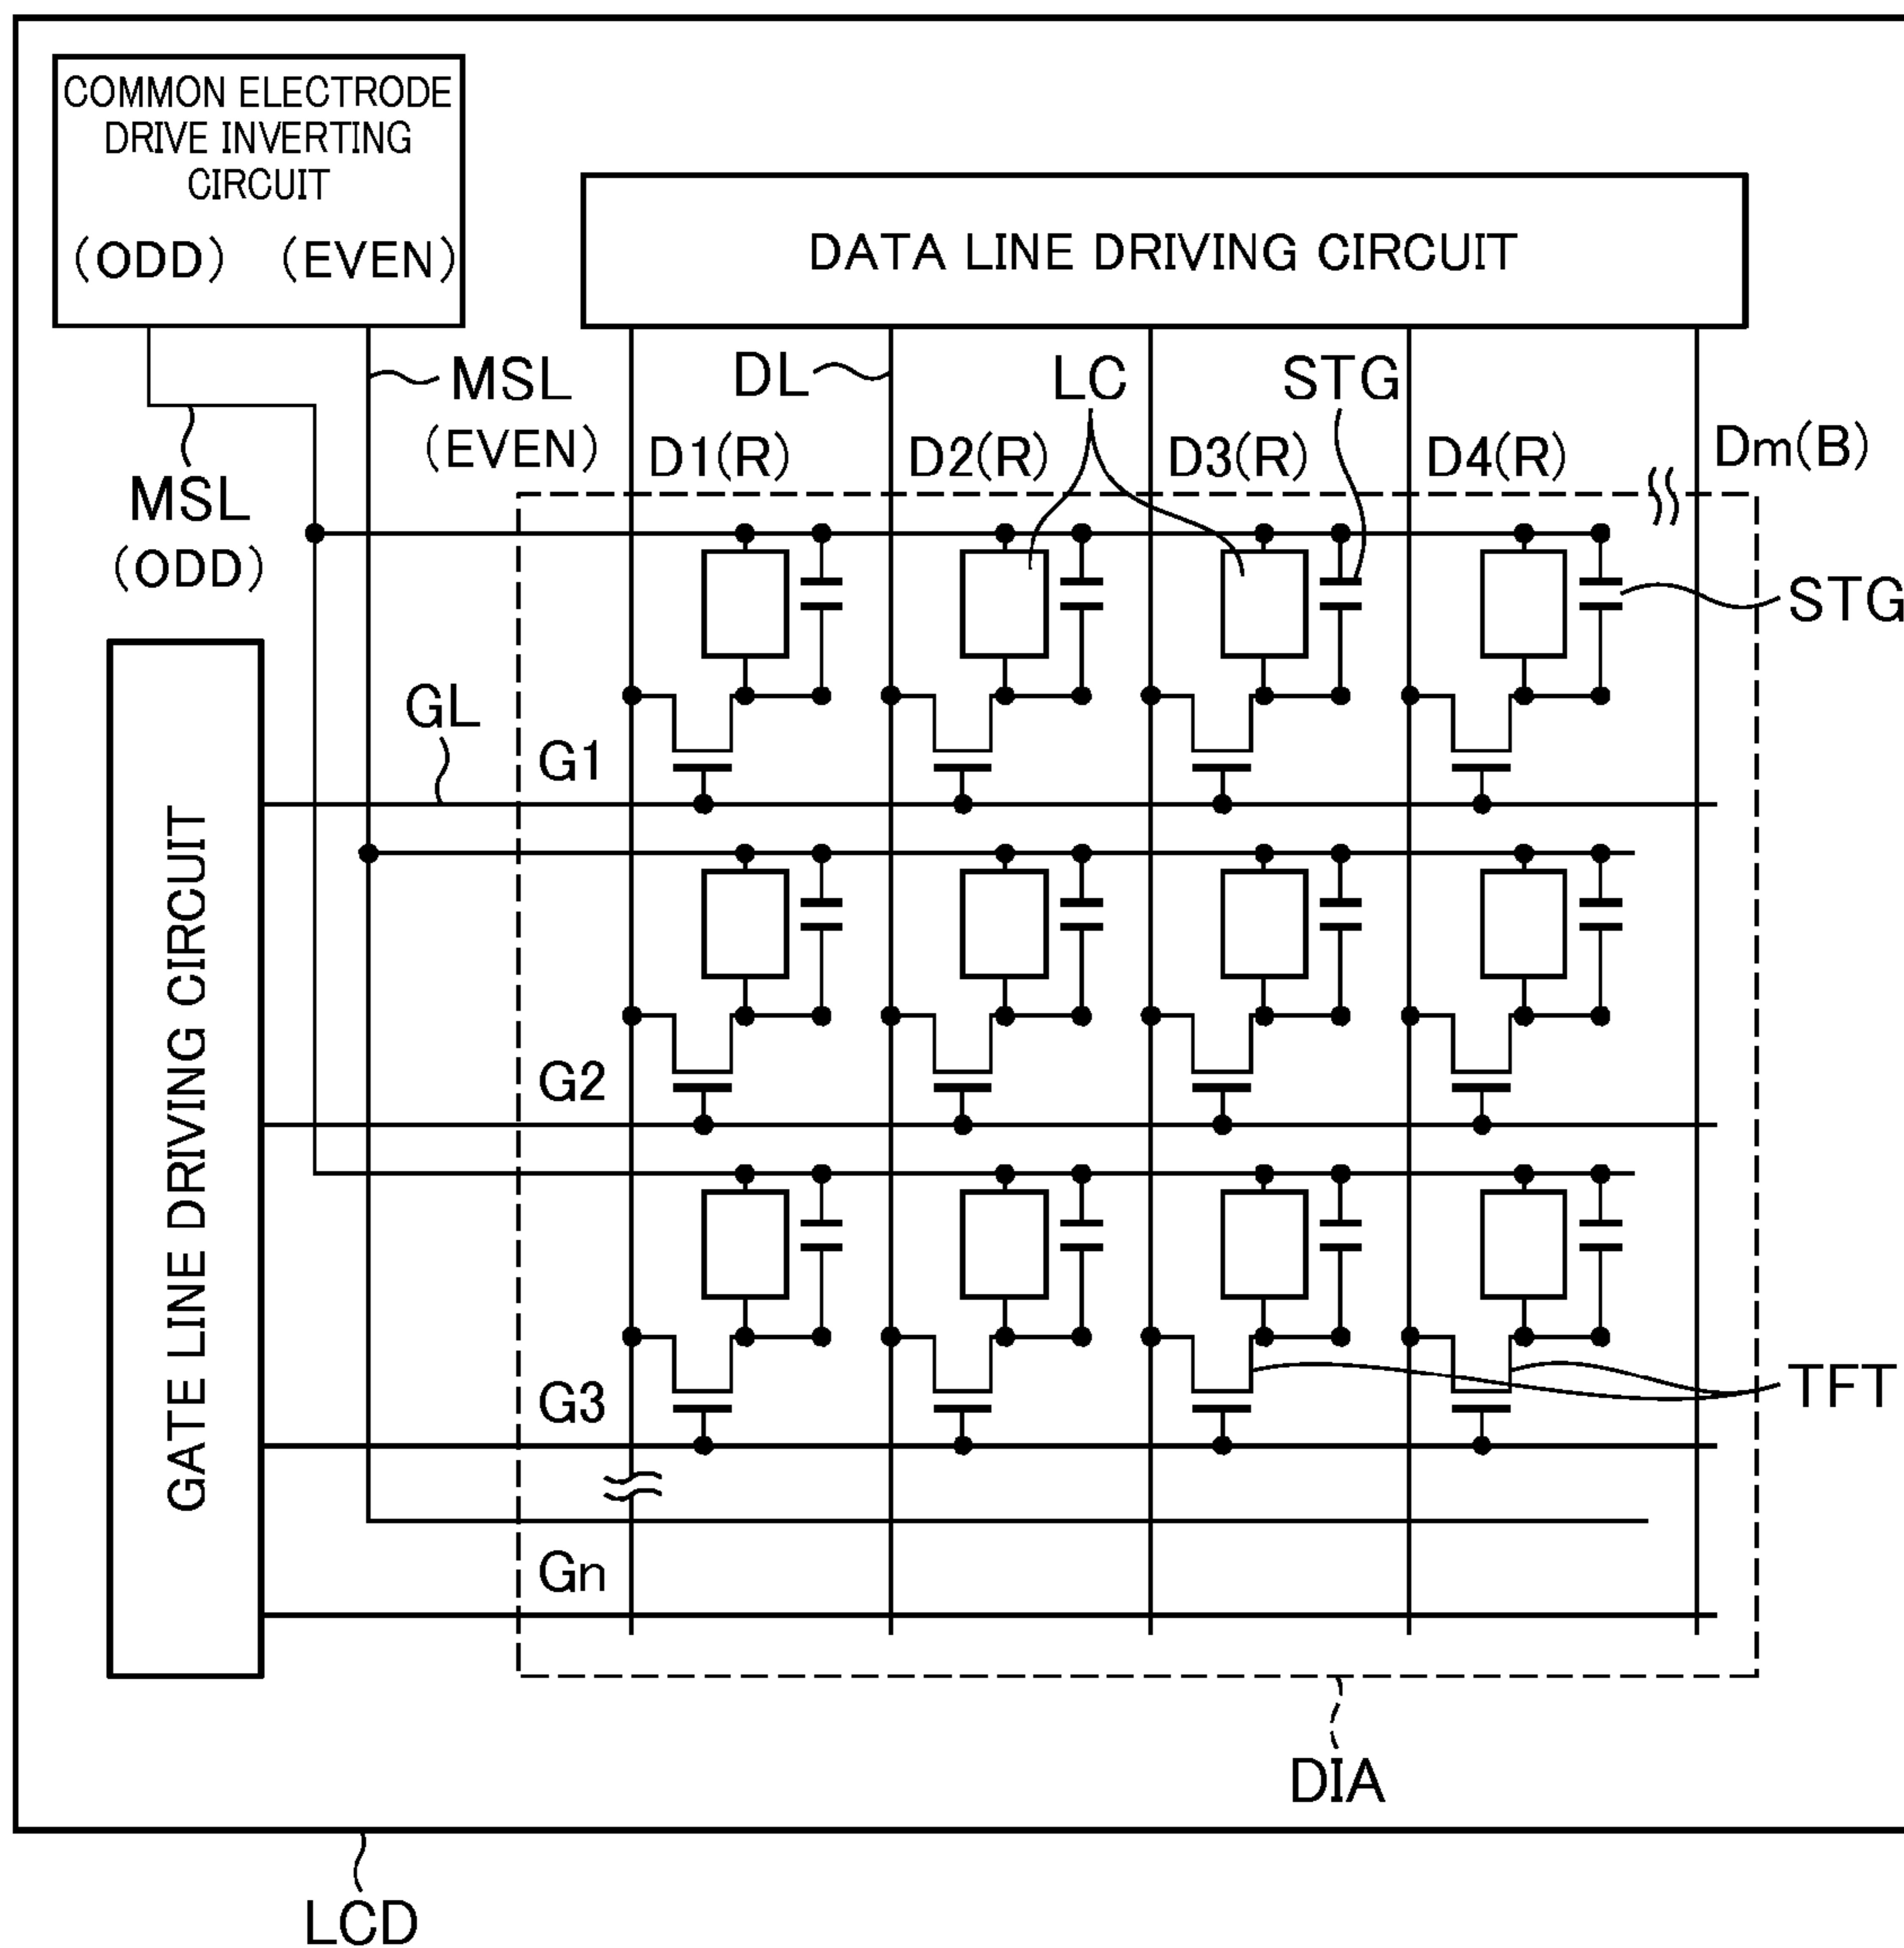 COMMON ELECTRODE
DRIVE INVERTING
CIRCUIT
(ODD) (EVEN)
DATA LINE DRIVING CIRCUIT
MSL
(EVEN)
DL
LC
STG
D1(R)
D2(R)
D3(R)
D4(R)
Dm(B)
MSL
(ODD)
STG
GL
G1
GATE LINE DRIVING CIRCUIT
G2
G3
TFT
Gn
DIA
LCD